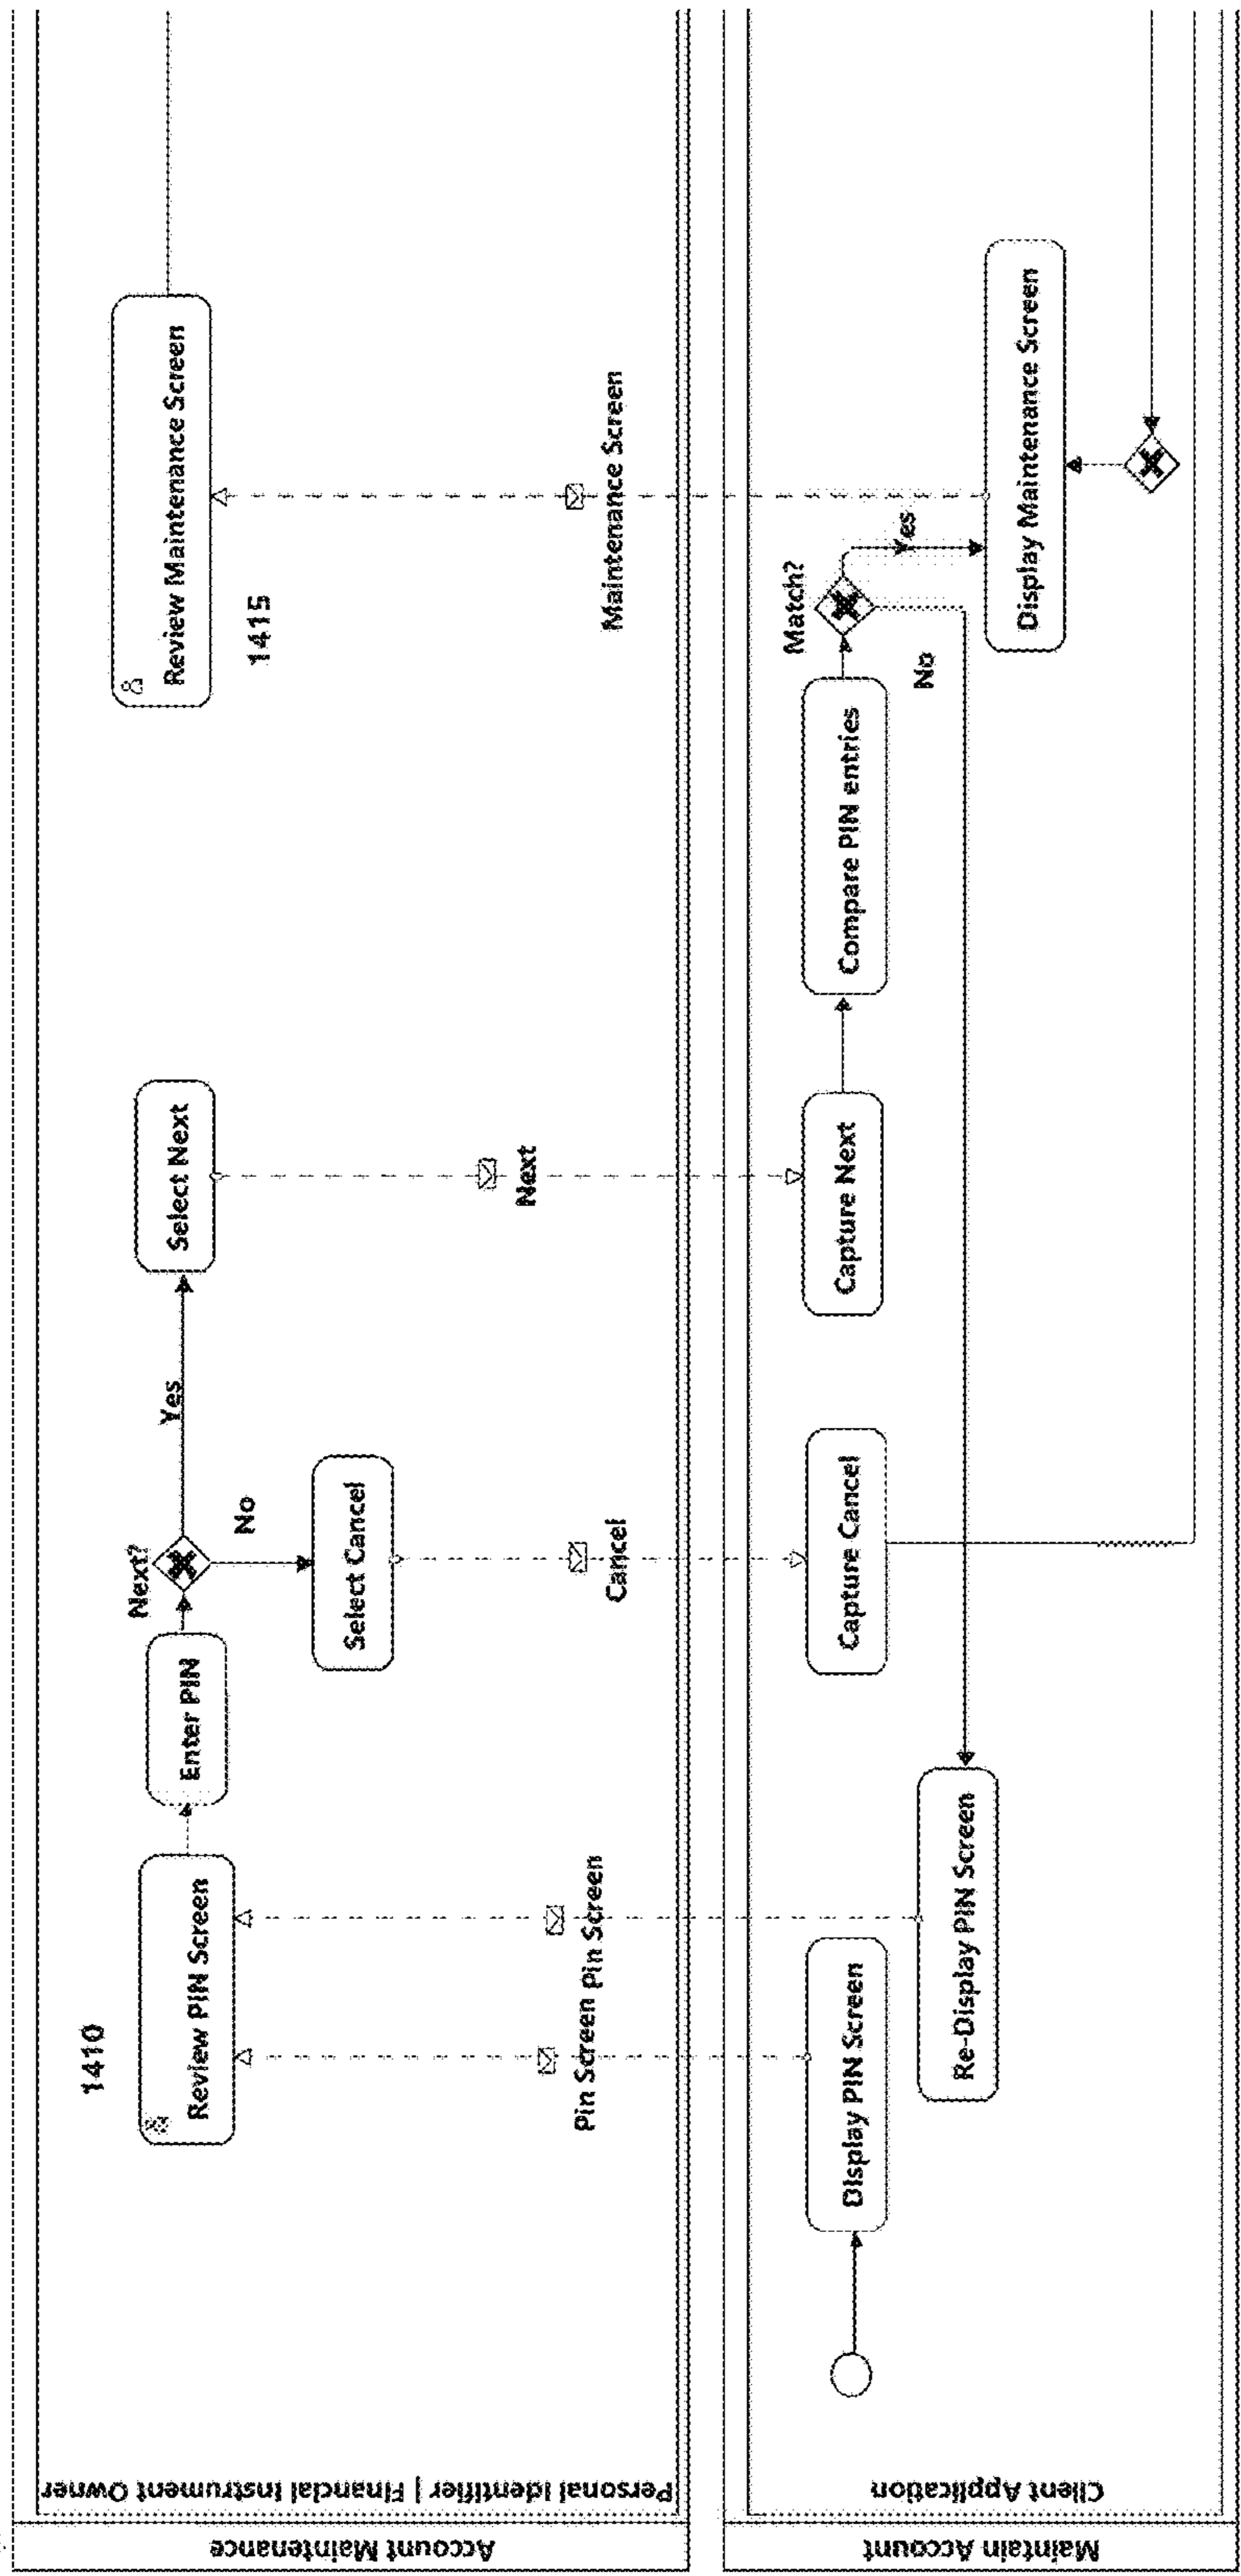 Account Maintenance
Personal Identifier | Financial Instrument Owner
1410
Review PIN Screen
Enter PIN
Next?
Yes
No
Select Next
Select Cancel
Review Maintenance Screen
1415
Pin Screen
Pin Screen
Cancel
Next
Maintenance Screen
Maintain Account
Client Application
Display PIN Screen
Re-Display PIN Screen
Capture Cancel
Capture Next
Compare PIN entries
Match?
Yes
No
Display Maintenance Screen